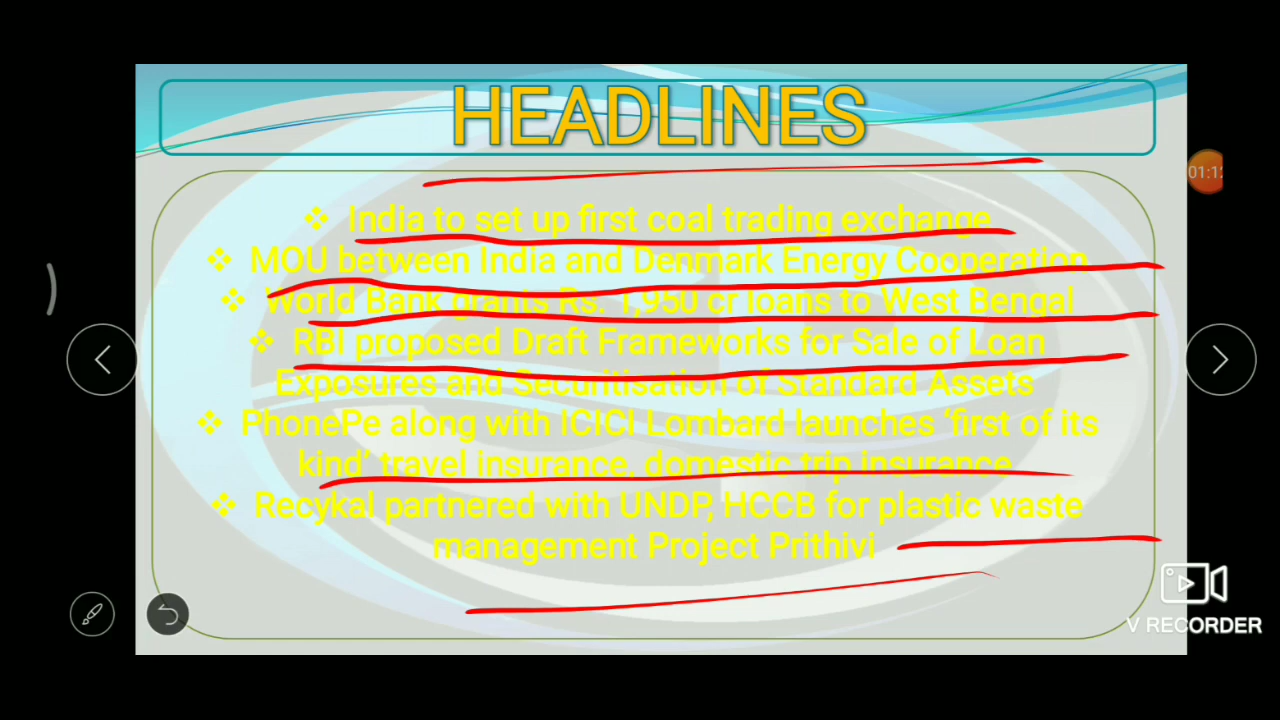 HEADLINES
❖ India to set up first coal trading exchange
❖ MOU between India and Denmark Energy Cooperation
❖ World Bank grants Rs. 1,950 cr loans to West Bengal
❖ RBI proposed Draft Frameworks for Sale of Loan
Exposures and Securitisation of Standard Assets
❖ PhonePe along with ICICI Lombard launches ‘first of its
kind’ travel insurance, domestic trip insurance
❖ Recykal partnered with UNDP, HCCB for plastic waste
management Project Prithivi
01:12
V RECORDER